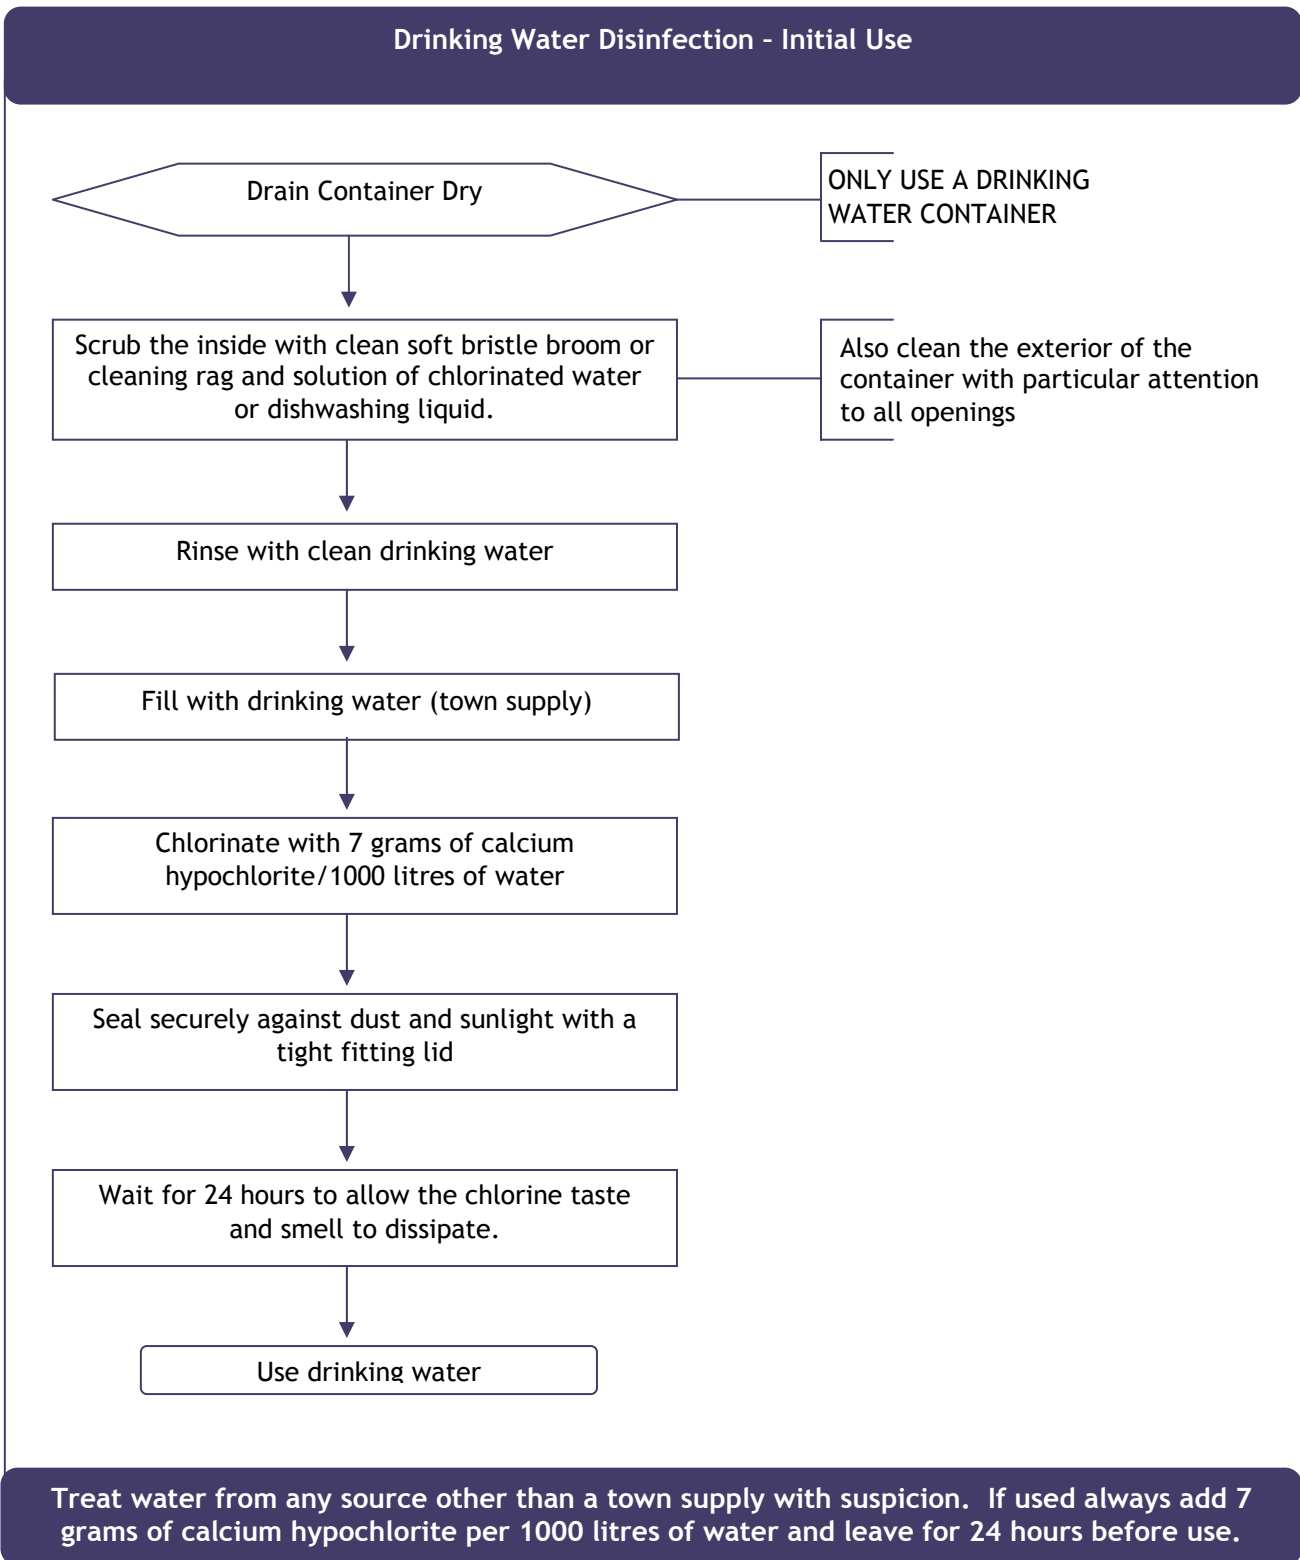 Drinking Water Disinfection – Initial Use
Drain Container Dry
ONLY USE A DRINKING
WATER CONTAINER
Scrub the inside with clean soft bristle broom or
cleaning rag and solution of chlorinated water
or dishwashing liquid.
Also clean the exterior of the
container with particular attention
to all openings
Rinse with clean drinking water
Fill with drinking water (town supply)
Chlorinate with 7 grams of calcium
hypochlorite/1000 litres of water
Seal securely against dust and sunlight with a
tight fitting lid
Wait for 24 hours to allow the chlorine taste
and smell to dissipate.
Use drinking water
Treat water from any source other than a town supply with suspicion.  If used always add 7
grams of calcium hypochlorite per 1000 litres of water and leave for 24 hours before use.